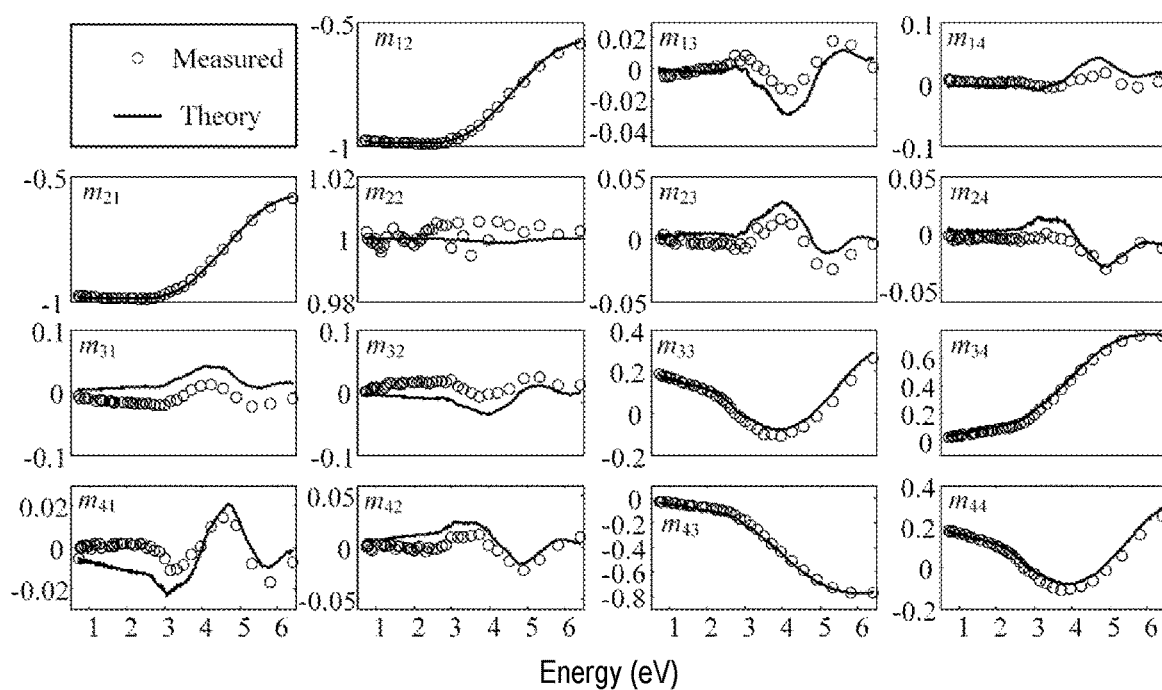 Measured
Theory
-0.5
-1
m12
0.02
0
-0.02
-0.04
m13
0.1
0
-0.1
m14
-0.5
-1
m21
1.02
1
0.98
m22
0.05
0
-0.05
m23
0.05
0
-0.05
m24
0.1
0
0.1
m31
0.1
0
-0.1
m32
0.4
0.2
0
-0.2
m33
0.6
0.4
0.2
0
m34
0.02
0
-0.02
m41
0.05
0
-0.05
m42
0
-0.2
-0.4
-0.6
-0.8
m43
0.4
0.2
0
-0.2
m44
1 2 3 4 5 6
1 2 3 4 5 6
1 2 3 4 5 6
1 2 3 4 5 6
Energy (eV)